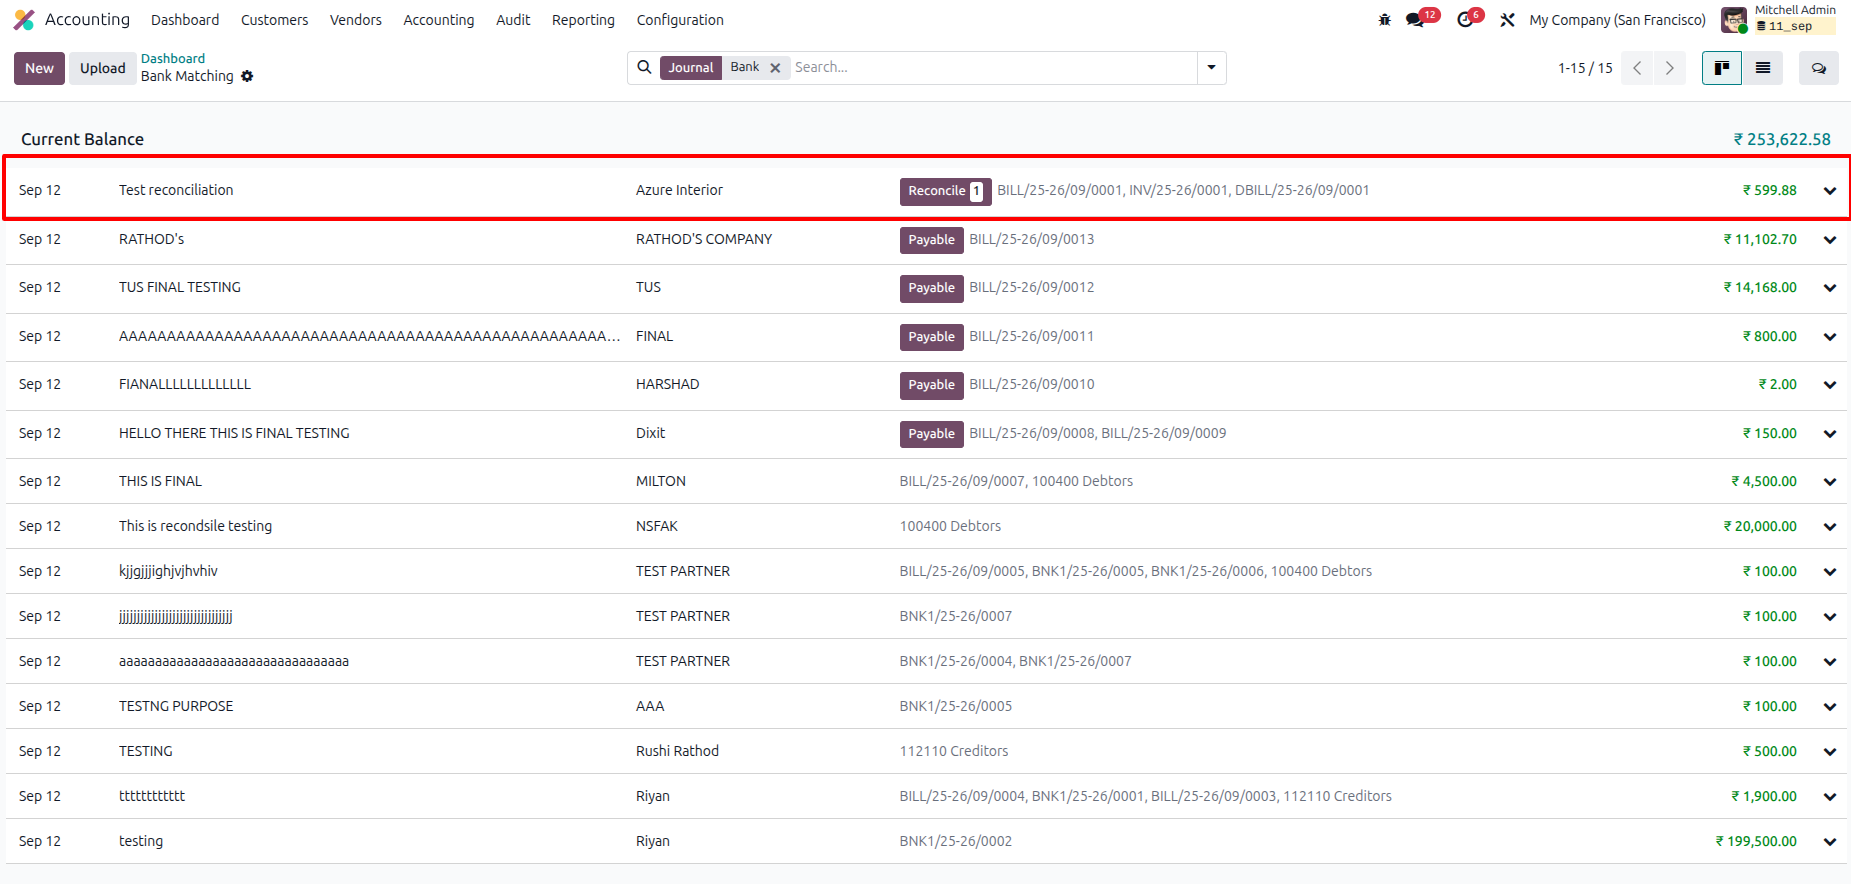 Accounting Dashboard Customers Vendors Accounting Audit Reporting Configuration 12 6 My Company (San Francisco) Mitchell Admin
11_sep
New Upload Dashboard
Bank Matching
Journal Bank Search... 1-15 / 15
Current Balance ₹ 253,622.58
Sep 12 Test reconciliation Azure Interior Reconcile 1 BILL/25-26/09/0001, INV/25-26/0001, DBILL/25-26/09/0001 ₹ 599.88
Sep 12 RATHOD's RATHOD'S COMPANY Payable BILL/25-26/09/0013 ₹ 11,102.70
Sep 12 TUS FINAL TESTING TUS Payable BILL/25-26/09/0012 ₹ 14,168.00
Sep 12 AAAAAAAAAAAAAAAAAAAAAAAAAAAAAAAAAAAAAAAAAAAAAAAAAAAA... FINAL Payable BILL/25-26/09/0011 ₹ 800.00
Sep 12 FIANALLLLLLLLLLLLL HARSHAD Payable BILL/25-26/09/0010 ₹ 2.00
Sep 12 HELLO THERE THIS IS FINAL TESTING Dixit Payable BILL/25-26/09/0008, BILL/25-26/09/0009 ₹ 150.00
Sep 12 THIS IS FINAL MILTON BILL/25-26/09/0007, 100400 Debtors ₹ 4,500.00
Sep 12 This is recondsile testing NSFAK 100400 Debtors ₹ 20,000.00
Sep 12 kjjgjjjighjvjhvhiv TEST PARTNER BILL/25-26/09/0005, BNK1/25-26/0005, BNK1/25-26/0006, 100400 Debtors ₹ 100.00
Sep 12 jjjjjjjjjjjjjjjjjjjjjjjjjjjjjjjj TEST PARTNER BNK1/25-26/0007 ₹ 100.00
Sep 12 aaaaaaaaaaaaaaaaaaaaaaaaaaaaaaaa TEST PARTNER BNK1/25-26/0004, BNK1/25-26/0007 ₹ 100.00
Sep 12 TESTNG PURPOSE AAA BNK1/25-26/0005 ₹ 100.00
Sep 12 TESTING Rushi Rathod 112110 Creditors ₹ 500.00
Sep 12 tttttttttttt Riyan BILL/25-26/09/0004, BNK1/25-26/0001, BILL/25-26/09/0003, 112110 Creditors ₹ 1,900.00
Sep 12 testing Riyan BNK1/25-26/0002 ₹ 199,500.00